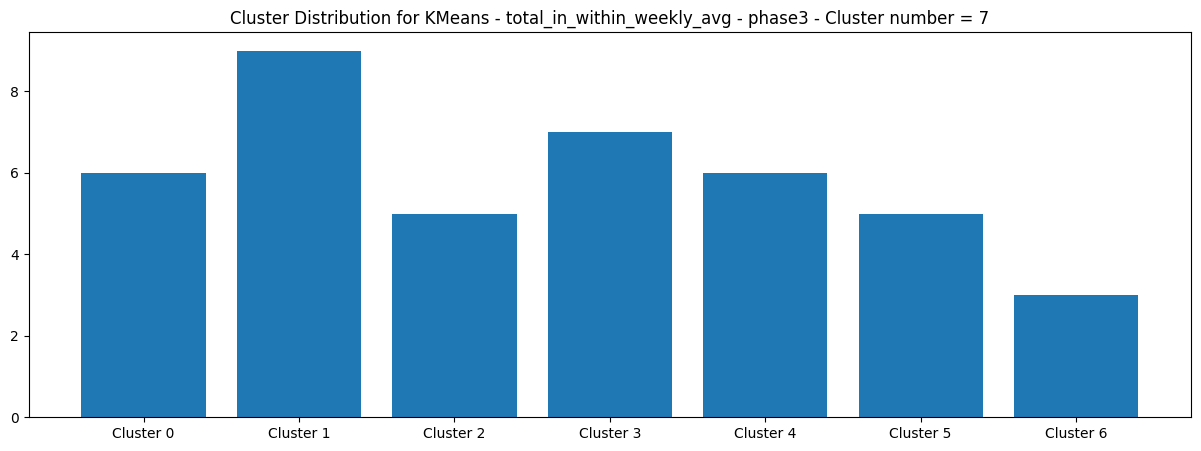 Cluster Distribution for KMeans - total_in_within_weekly_avg - phase3 - Cluster number = 7
8
6
4
2
0
Cluster 0 Cluster 1 Cluster 2 Cluster 3 Cluster 4 Cluster 5 Cluster 6